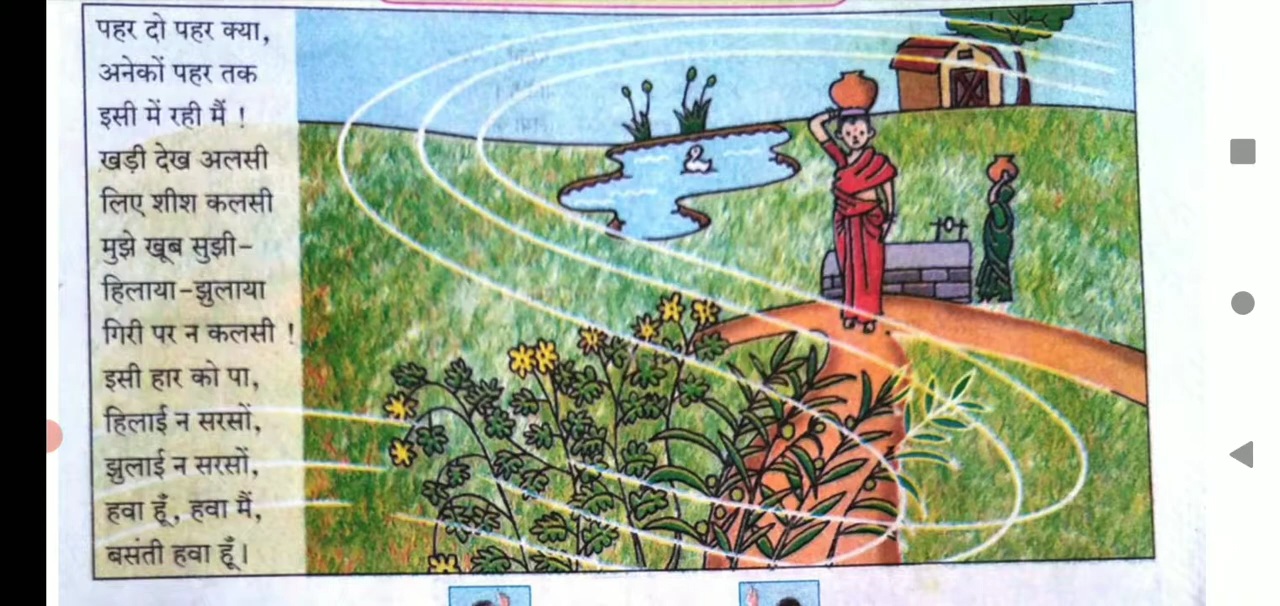 पहर दो पहर क्या,
अनेकों पहर तक
इसी में रही मैं !
खड़ी देख अलसी
लिए शीश कलसी
मुझे खूब सुझी-
हिलाया-झुलाया
गिरी पर न कलसी !
इसी हार को पा,
हिलाई न सरसों,
झुलाई न सरसों,
हवा हूँ, हवा मैं,
बसंती हवा हूँ।